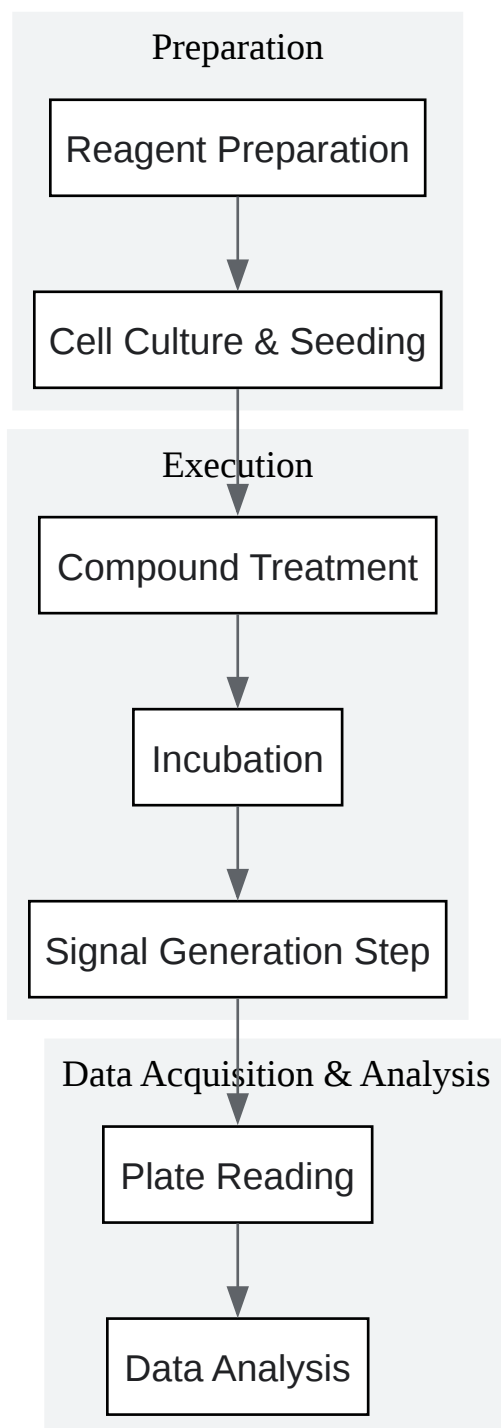 Preparation
Reagent Preparation
Cell Culture & Seeding
Execution
Compound Treatment
Incubation
Signal Generation Step
Data Acquisition & Analysis
Plate Reading
Data Analysis